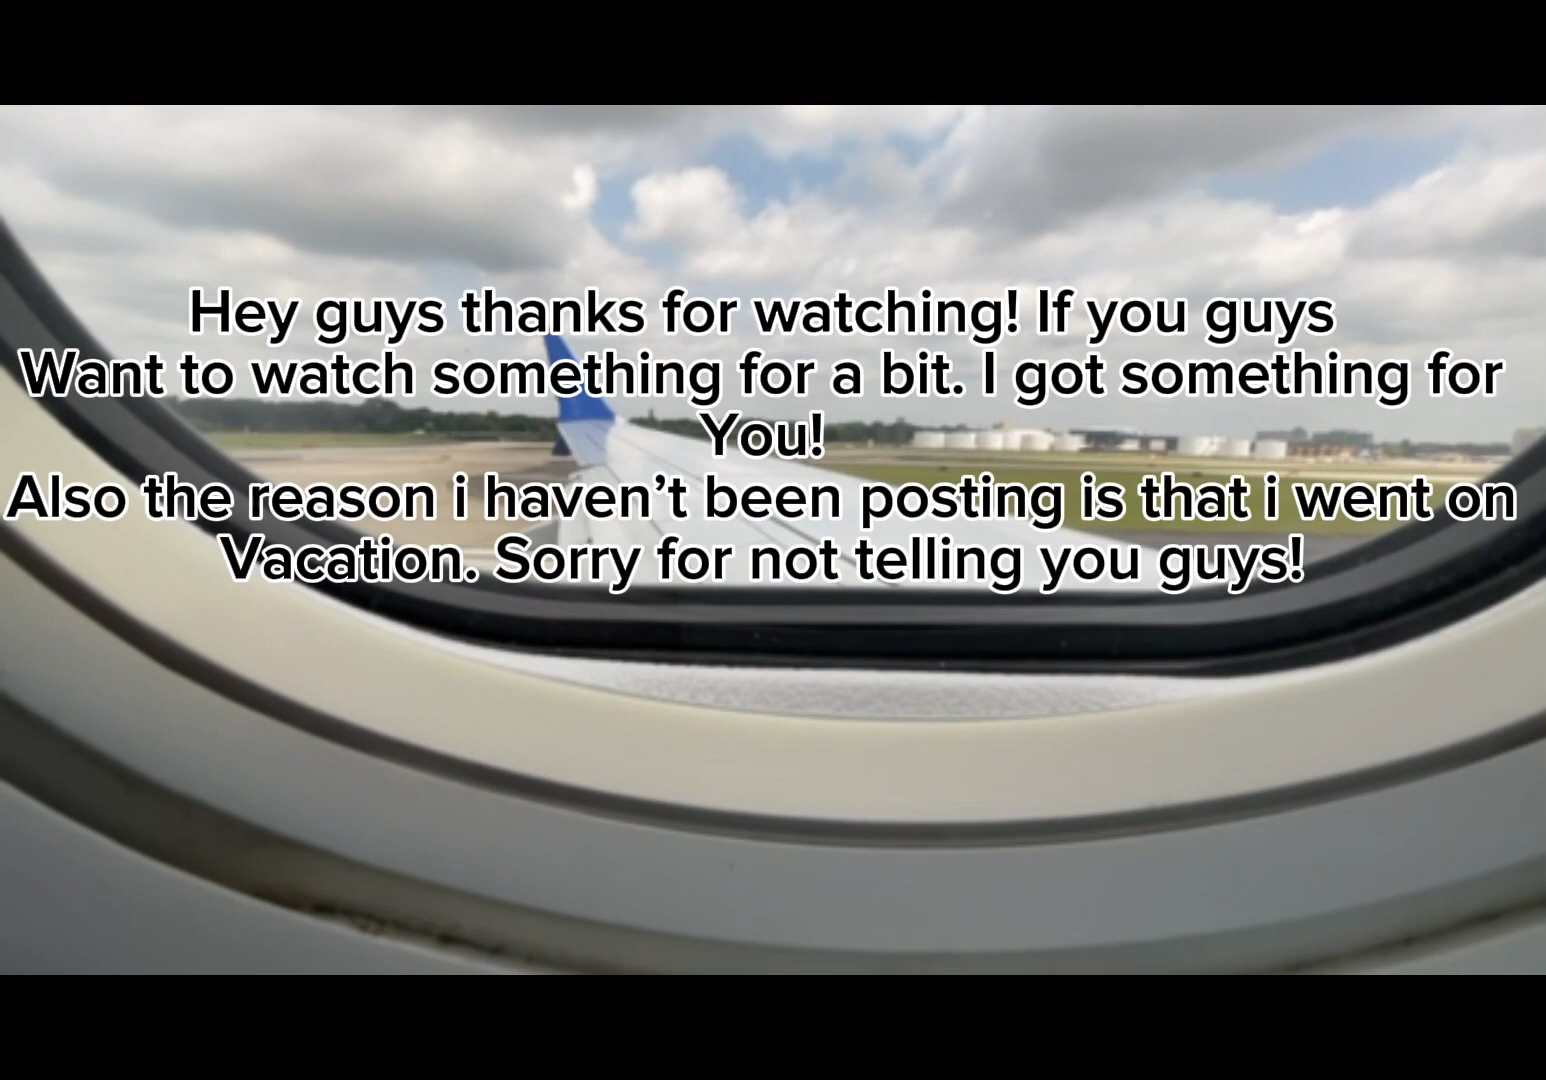 Hey guys thanks for watching! If you guys
Want to watch something for a bit. I got something for
You!
Also the reason i haven’t been posting is that i went on
Vacation. Sorry for not telling you guys!